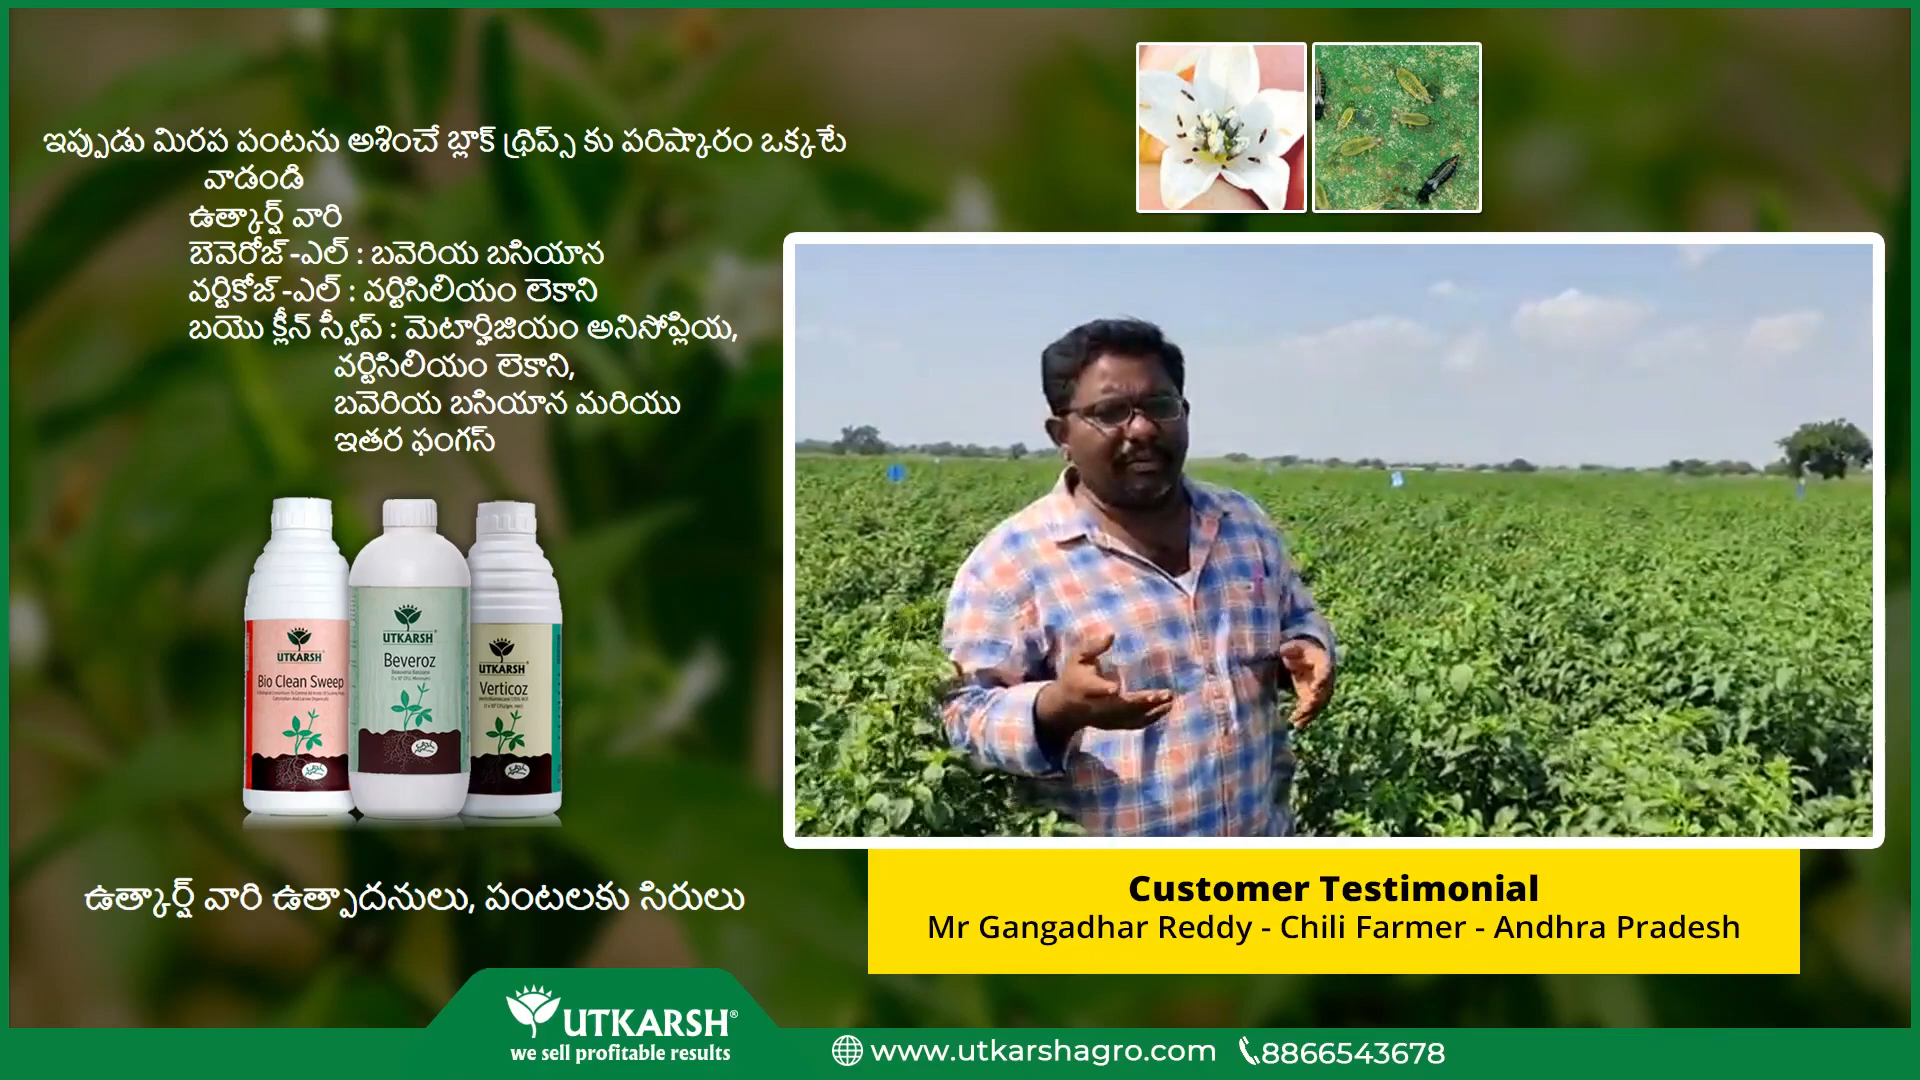 ఇప్పుడు మిరప పంటను అశించే బ్లాక్ థ్రిప్స్ కు పరిష్కారం ఒక్కటే
వాడండి
ఉత్కార్ష్ వారి
బెవెరోజ్-ఎల్ : బవెరియ బసియాన
వర్టికోజ్-ఎల్ : వర్టిసిలియం లెకాని
బయొ క్లీన్ స్వీప్ : మెటార్హిజియం అనిసోప్లియ,
వర్టిసిలియం లెకాని,
బవెరియ బసియాన మరియు
ఇతర ఫంగస్
UTKARSH®
Bio Clean Sweep
UTKARSH®
Beveroz
UTKARSH®
Verticoz
ఉత్కార్ష్ వారి ఉత్పాదనులు, పంటలకు సిరులు
Customer Testimonial
Mr Gangadhar Reddy - Chili Farmer - Andhra Pradesh
UTKARSH®
we sell profitable results
www.utkarshagro.com 8866543678